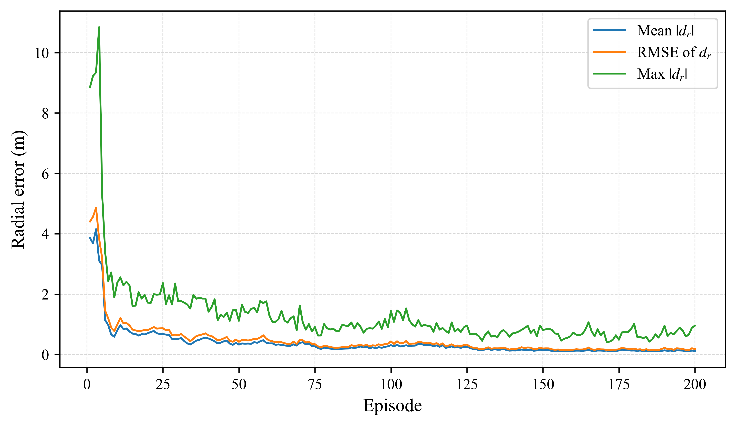 Mean |dᵣ|
RMSE of dᵣ
Max |dᵣ|
Radial error (m)
10
8
6
4
2
0
0 25 50 75 100 125 150 175 200
Episode